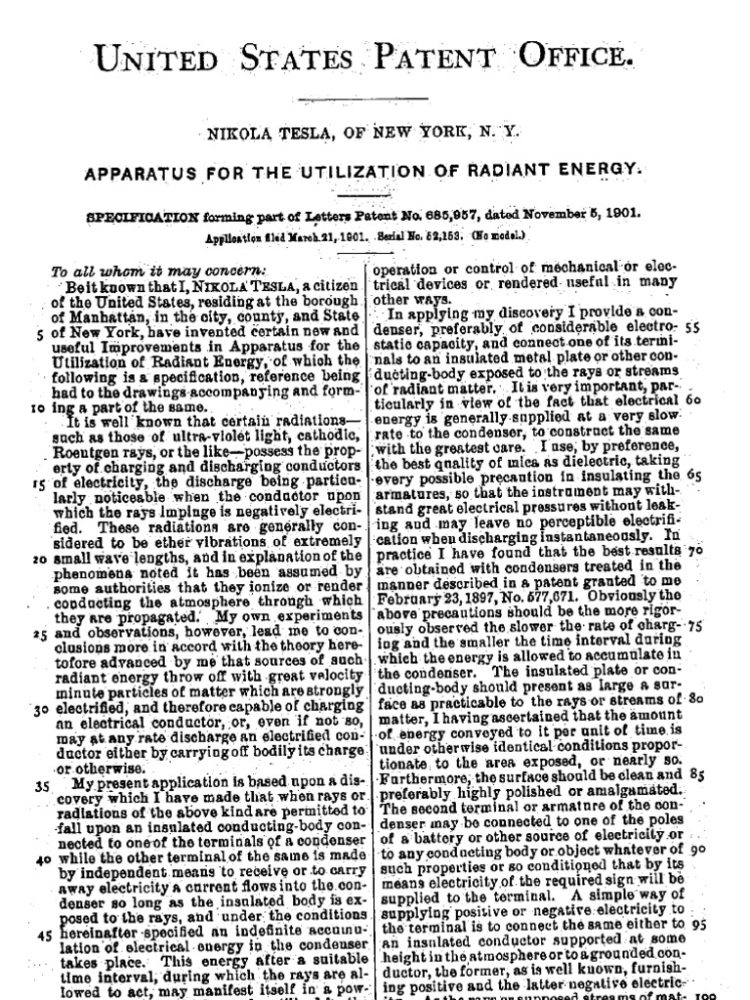 UNITED STATES PATENT OFFICE.
NIKOLA TESLA, OF NEW YORK, N. Y.
APPARATUS FOR THE UTILIZATION OF RADIANT ENERGY.
SPECIFICATION forming part of Letters Patent No. 685,957, dated November 5, 1901.
Application filed March 21, 1901. Serial No. 52,153. (No model.)
To all whom it may concern:
Be it known that I, NIKOLA TESLA, a citizen
of the United States, residing at the borough
of Manhattan, in the city, county, and State
5 of New York, have invented certain new and
useful Improvements in Apparatus for the
Utilization of Radiant Energy, of which the
following is a specification, reference being
had to the drawings accompanying and form-
10 ing a part of the same.
It is well known that certain radiations—
such as those of ultra-violet light, cathodic,
Roentgen rays, or the like—possess the prop-
erty of charging and discharging conductors
15 of electricity, the discharge being particu-
larly noticeable when the conductor upon
which the rays impinge is negatively electri-
fied. These radiations are generally con-
sidered to be ether vibrations of extremely
20 small wave lengths, and in explanation of the
phenomena noted it has been assumed by
some authorities that they ionize or render
conducting the atmosphere through which
they are propagated. My own experiments
25 and observations, however, lead me to con-
clusions more in accord with the theory here-
tofore advanced by me that sources of such
radiant energy throw off with great velocity
minute particles of matter which are strongly
30 electrified, and therefore capable of charging
an electrical conductor, or, even if not so,
may at any rate discharge an electrified con-
ductor either by carrying off bodily its charge
or otherwise.
35 My present application is based upon a dis-
covery which I have made that when rays or
radiations of the above kind are permitted to
fall upon an insulated conducting-body con-
nected to one of the terminals of a condenser
40 while the other terminal of the same is made
by independent means to receive or to carry
away electricity a current flows into the con-
denser so long as the insulated body is ex-
posed to the rays, and under the conditions
45 hereinafter specified an indefinite accumu-
lation of electrical energy in the condenser
takes place. This energy after a suitable
time interval, during which the rays are al-
lowed to act, may manifest itself in a pow-
operation or control of mechanical or elec-
trical devices or rendered useful in many
other ways.
In applying my discovery I provide a con-
denser, preferably of considerable electro- 55
static capacity, and connect one of its termi-
nals to an insulated metal plate or other con-
ducting-body exposed to the rays or streams
of radiant matter. It is very important, par-
ticularly in view of the fact that electrical 60
energy is generally supplied at a very slow
rate to the condenser, to construct the same
with the greatest care. I use, by preference,
the best quality of mica as dielectric, taking
every possible precaution in insulating the 65
armatures, so that the instrument may with-
stand great electrical pressures without leak-
ing and may leave no perceptible electrifi-
cation when discharging instantaneously. In
practice I have found that the best results 70
are obtained with condensers treated in the
manner described in a patent granted to me
February 23, 1897, No. 577,671. Obviously the
above precautions should be the more rigor-
ously observed the slower the rate of charg- 75
ing and the smaller the time interval during
which the energy is allowed to accumulate in
the condenser. The insulated plate or con-
ducting-body should present as large a sur-
face as practicable to the rays or streams of 80
matter, I having ascertained that the amount
of energy conveyed to it per unit of time is
under otherwise identical conditions propor-
tionate to the area exposed, or nearly so.
Furthermore, the surface should be clean and 85
preferably highly polished or amalgamated.
The second terminal or armature of the con-
denser may be connected to one of the poles
of a battery or other source of electricity or
to any conducting body or object whatever of 90
such properties or so conditioned that by its
means electricity of the required sign will be
supplied to the terminal. A simple way of
supplying positive or negative electricity to
the terminal is to connect the same either to 95
an insulated conductor supported at some
height in the atmosphere or to a grounded con-
ductor, the former, as is well known, furnish-
ing positive and the latter negative electric-